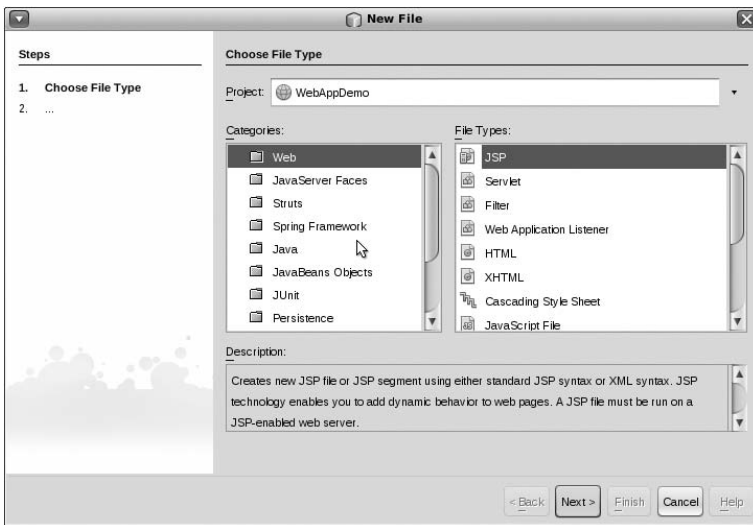 New File
Steps
1. Choose File Type
2. ...
Choose File Type
Project: WebAppDemo
Categories:
Web
JavaServer Faces
Struts
Spring Framework
Java
JavaBeans Objects
JUnit
Persistence
File Types:
JSP
Servlet
Filter
Web Application Listener
HTML
XHTML
Cascading Style Sheet
JavaScript File
Description:
Creates new JSP file or JSP segment using either standard JSP syntax or XML syntax. JSP
technology enables you to add dynamic behavior to web pages. A JSP file must be run on a
JSP-enabled web server.
< Back Next > Finish Cancel Help